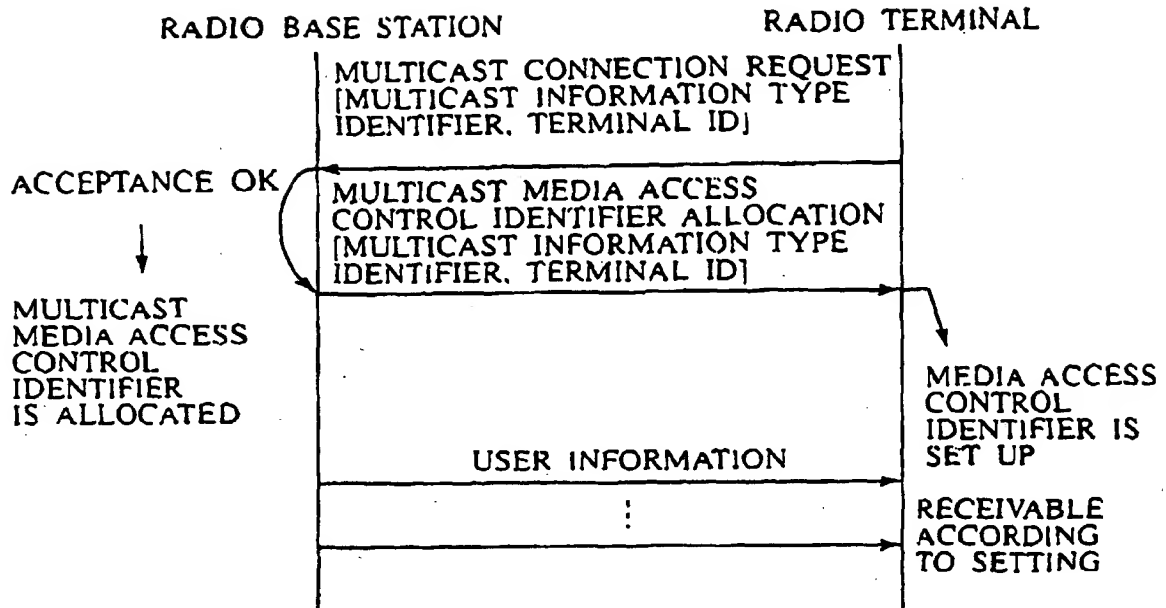 RADIO BASE STATION
RADIO TERMINAL
MULTICAST CONNECTION REQUEST
[MULTICAST INFORMATION TYPE
IDENTIFIER. TERMINAL ID]
ACCEPTANCE OK
MULTICAST MEDIA ACCESS
CONTROL IDENTIFIER ALLOCATION
[MULTICAST INFORMATION TYPE
IDENTIFIER. TERMINAL ID]
MULTICAST
MEDIA ACCESS
CONTROL
IDENTIFIER
IS ALLOCATED
MEDIA ACCESS
CONTROL
IDENTIFIER IS
SET UP
USER INFORMATION
RECEIVABLE
ACCORDING
TO SETTING